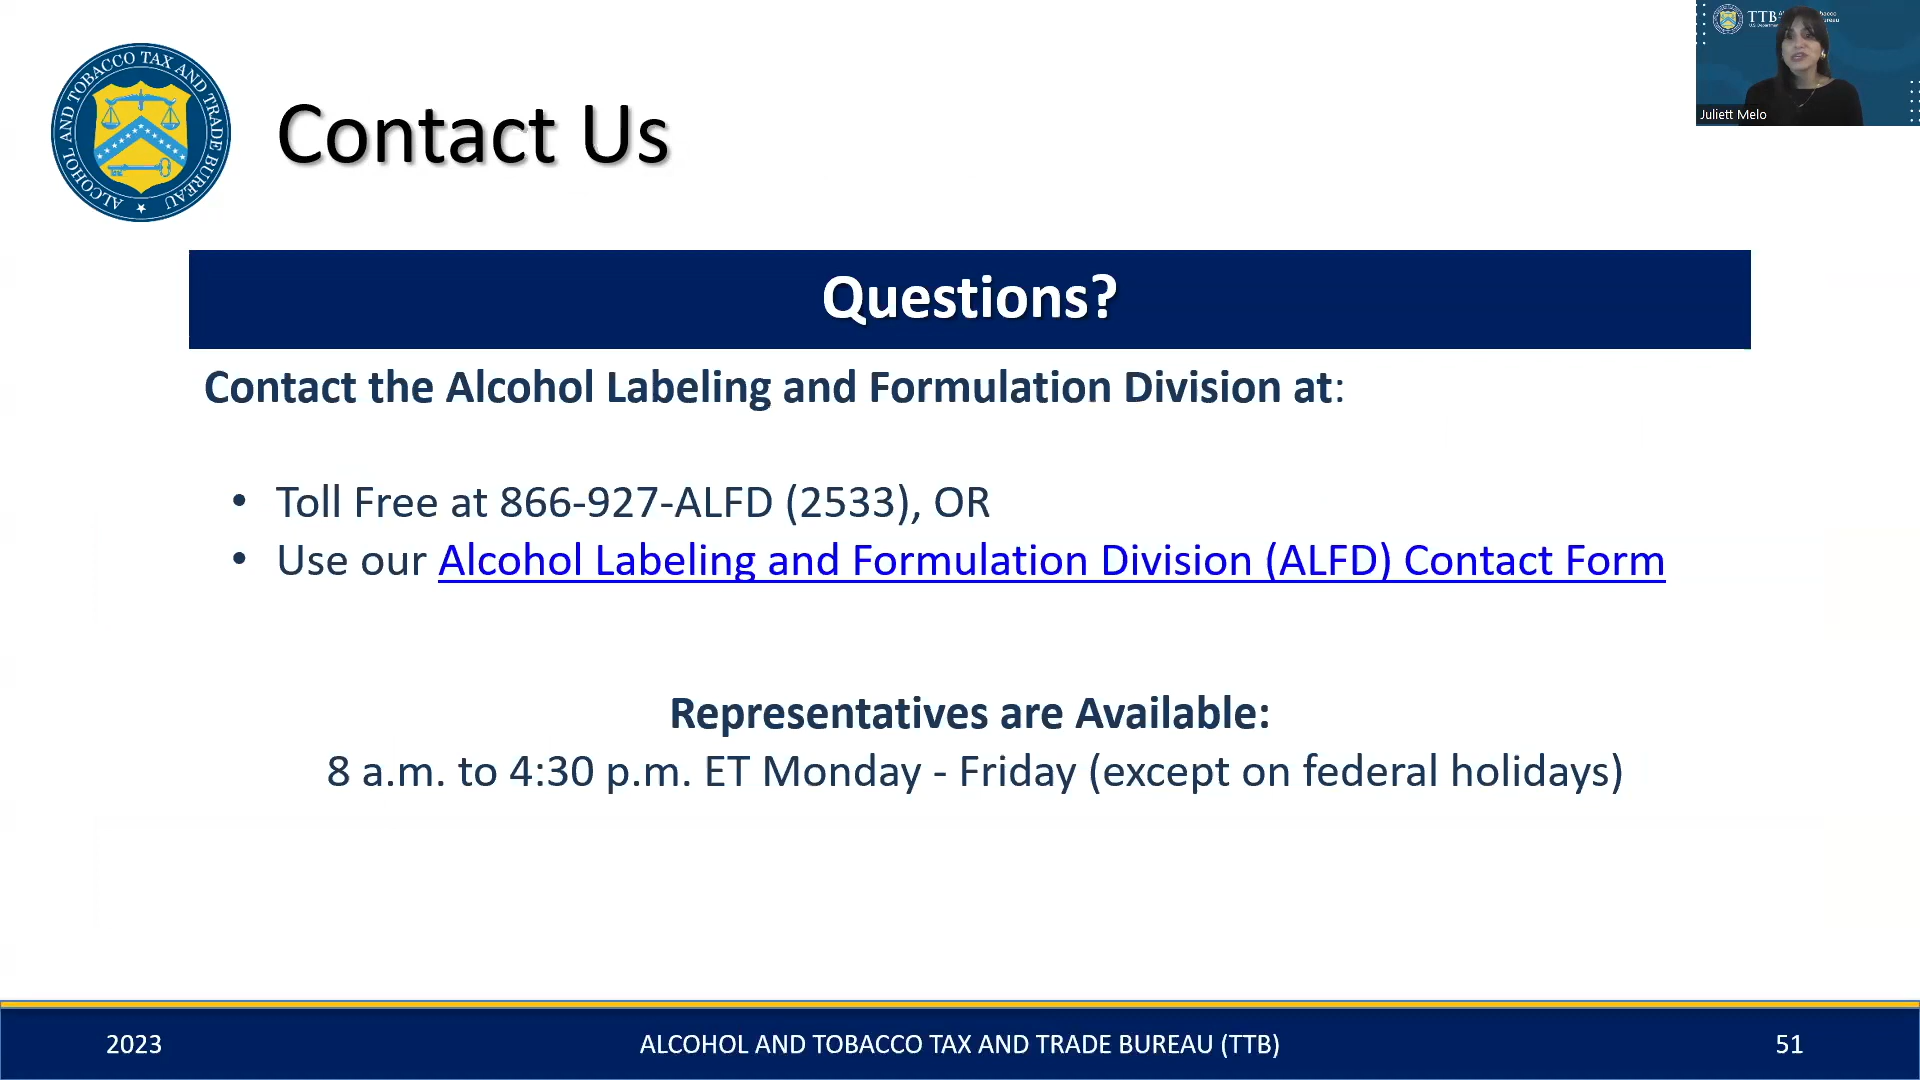 ALCOHOL AND TOBACCO TAX AND TRADE BUREAU
Contact Us
TTB
Juliett Melo
Questions?
Contact the Alcohol Labeling and Formulation Division at:
• Toll Free at 866-927-ALFD (2533), OR
• Use our Alcohol Labeling and Formulation Division (ALFD) Contact Form
Representatives are Available:
8 a.m. to 4:30 p.m. ET Monday - Friday (except on federal holidays)
2023
ALCOHOL AND TOBACCO TAX AND TRADE BUREAU (TTB)
51